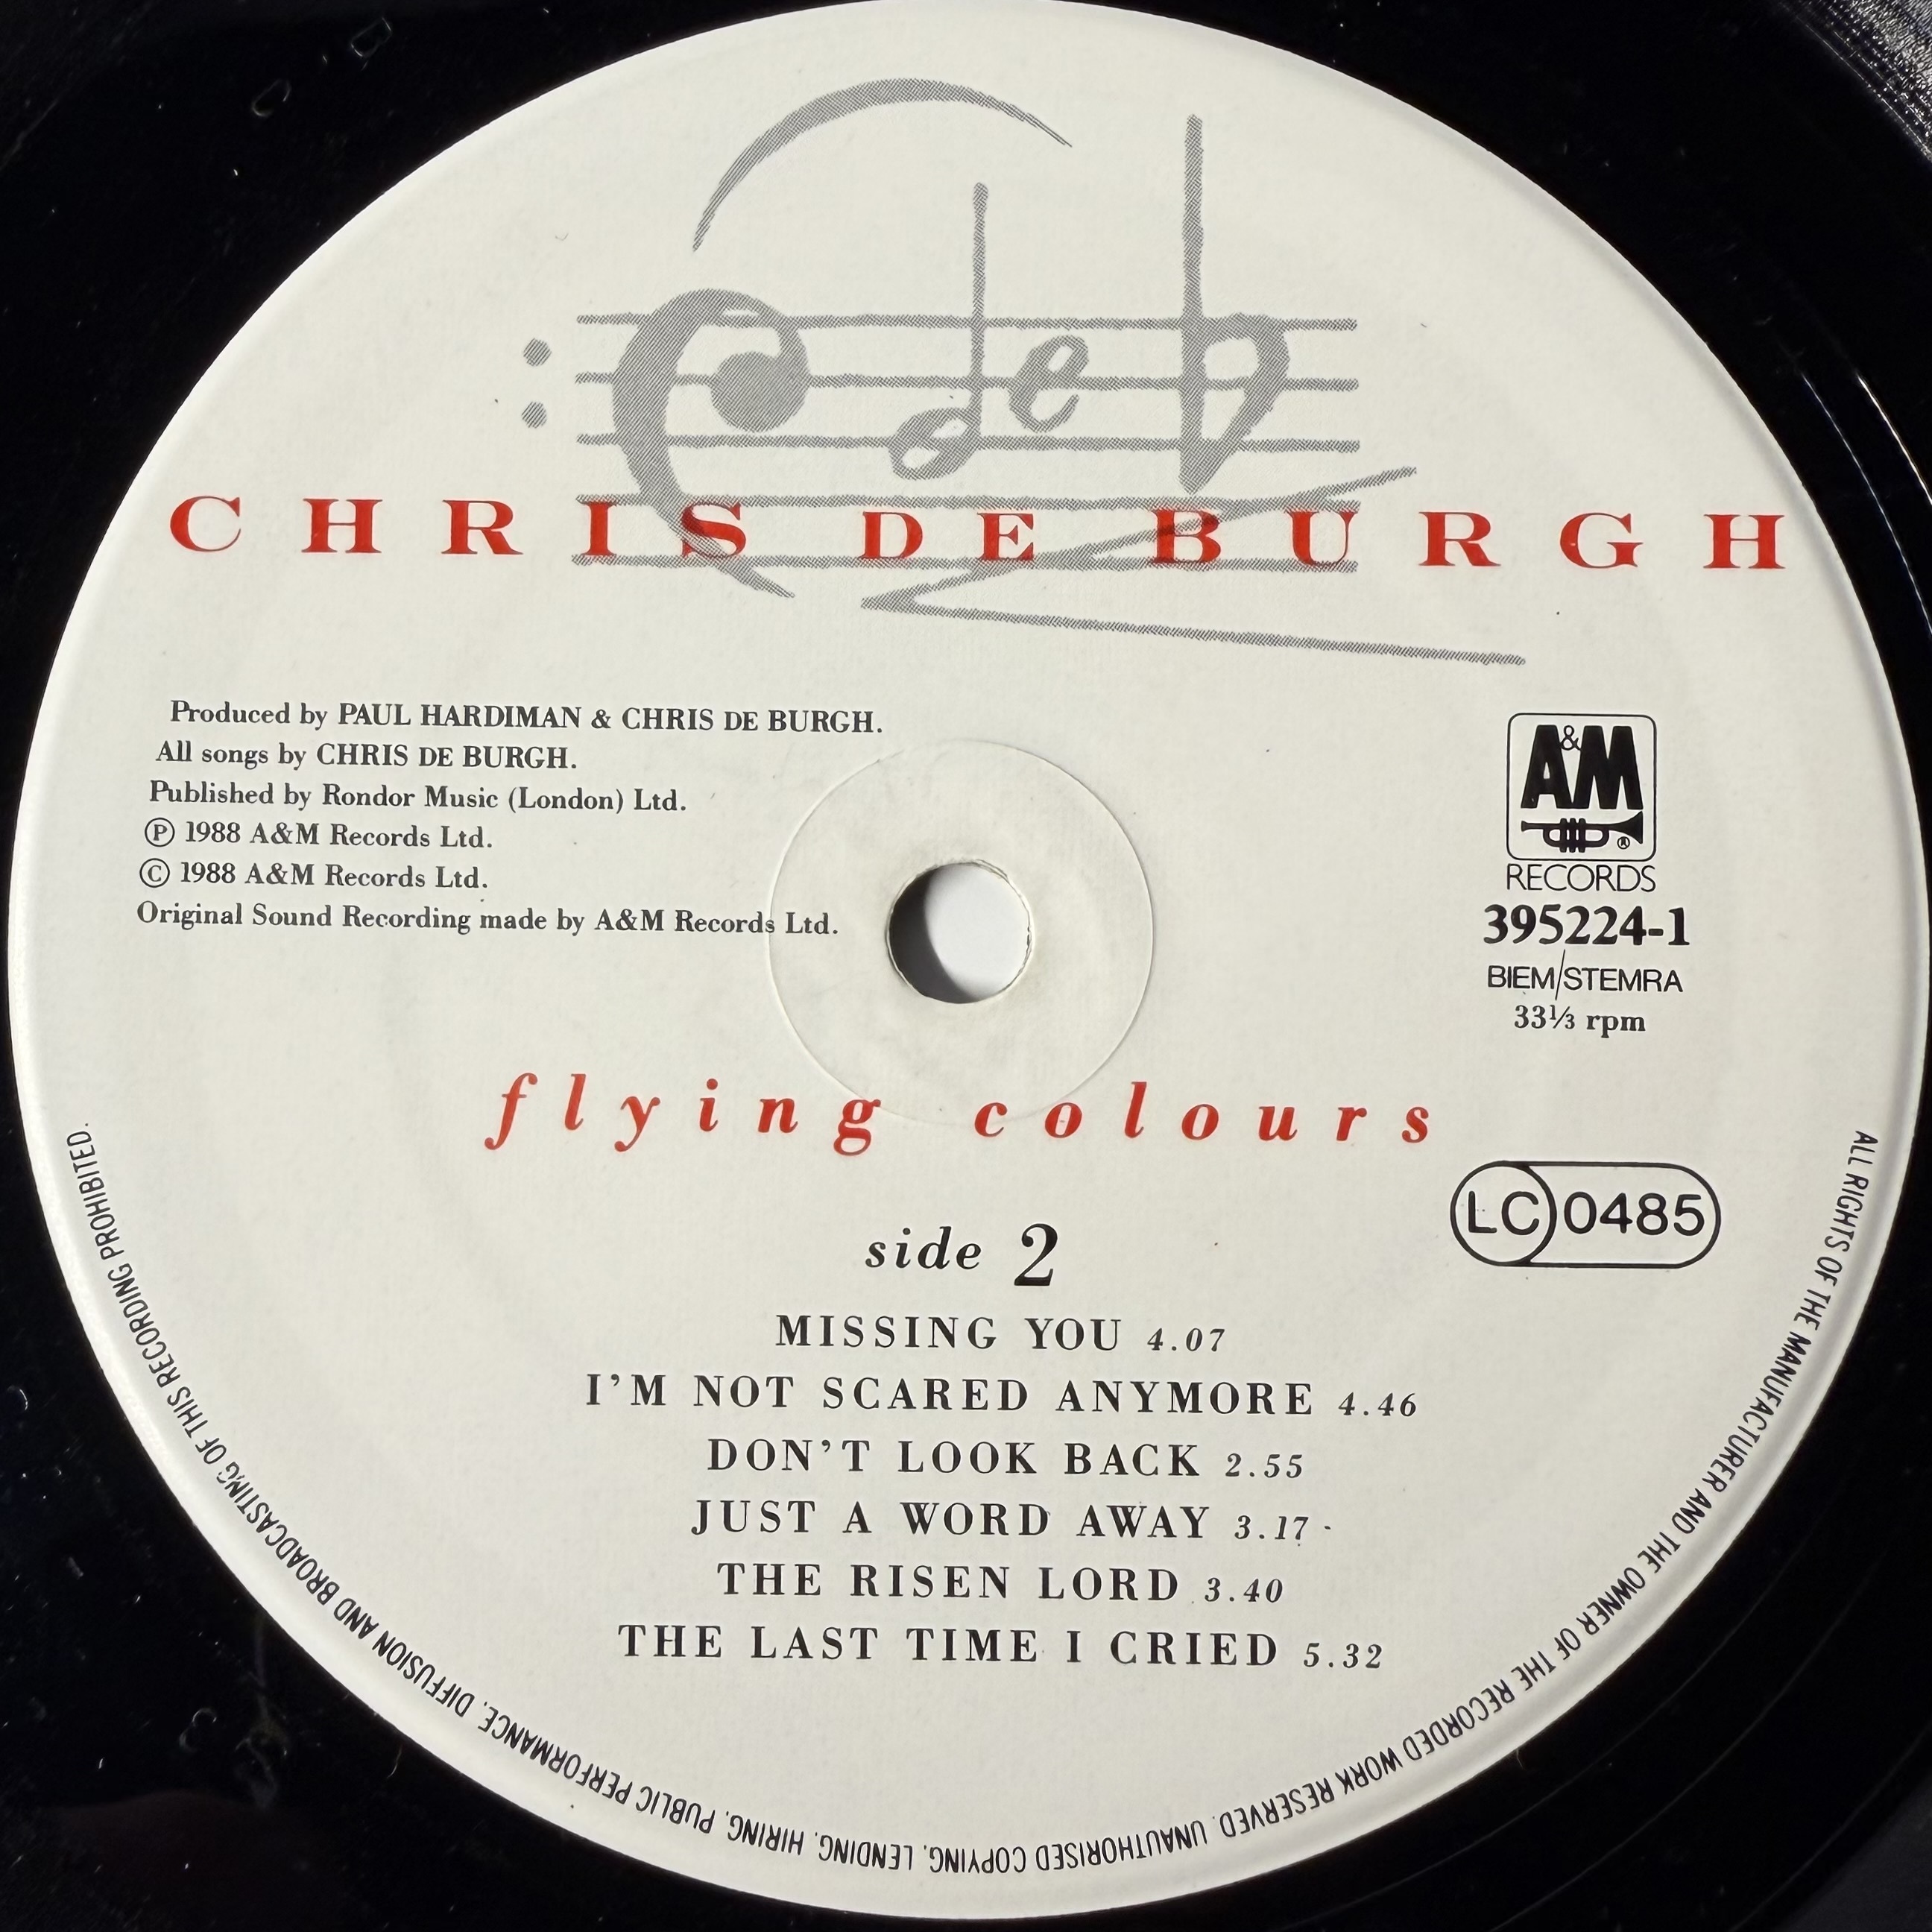 C deb
CHRIS DE BURGH
Produced by PAUL HARDIMAN & CHRIS DE BURGH.
All songs by CHRIS DE BURGH.
Published by Rondor Music (London) Ltd.
Ⓟ 1988 A&M Records Ltd.
© 1988 A&M Records Ltd.
Original Sound Recording made by A&M Records Ltd.
A&M
®
RECORDS
395224-1
BIEM/STEMRA
33⅓ rpm
flying colours
LC 0485
side 2
MISSING YOU 4.07
I'M NOT SCARED ANYMORE 4.46
DON'T LOOK BACK 2.55
JUST A WORD AWAY 3.17
THE RISEN LORD 3.40
THE LAST TIME I CRIED 5.32
ALL RIGHTS OF THE MANUFACTURER AND THE OWNER OF THE RECORDED WORK RESERVED. UNAUTHORISED COPYING, LENDING, HIRING, PUBLIC PERFORMANCE, DIFFUSION AND BROADCASTING OF THIS RECORDING PROHIBITED.